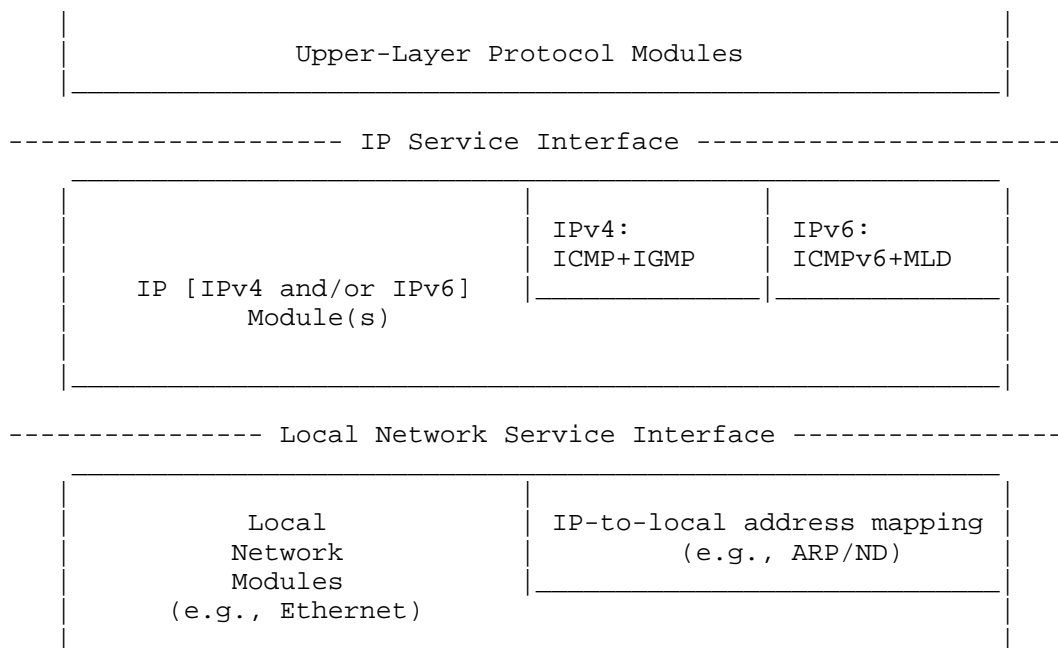 Upper-Layer Protocol Modules
---------------------- IP Service Interface -----------------------
IPv4: IPv6:
ICMP+IGMP ICMPv6+MLD
IP [IPv4 and/or IPv6]
Module(s)
---------------- Local Network Service Interface -----------------
Local IP-to-local address mapping
Network (e.g., ARP/ND)
Modules
(e.g., Ethernet)